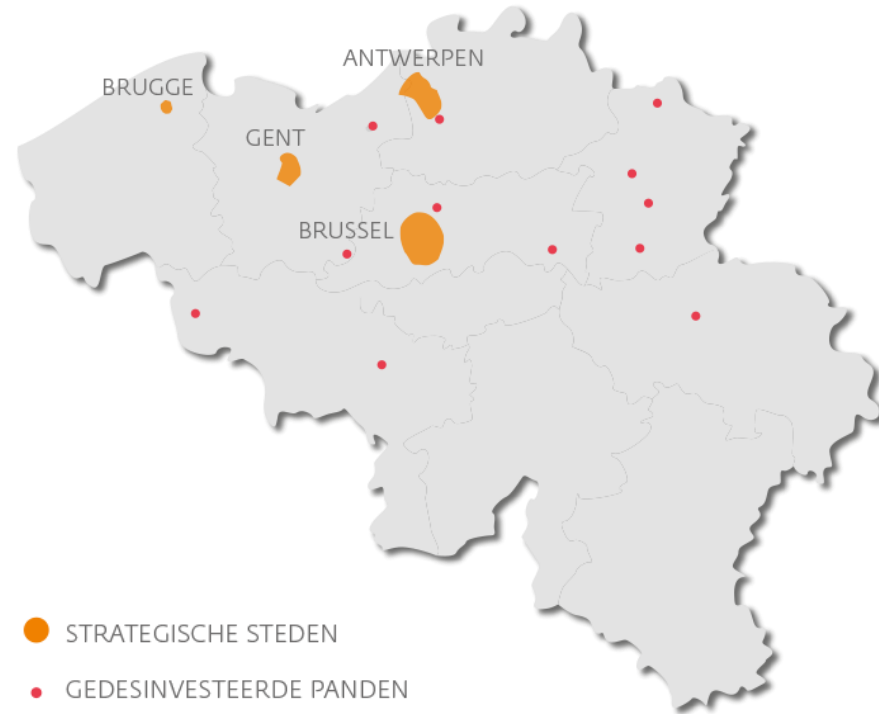 ANTWERPEN
BRUGGE
GENT
BRUSSEL
STRATEGISCHE STEDEN
GEDESINVESTEERDE PANDEN